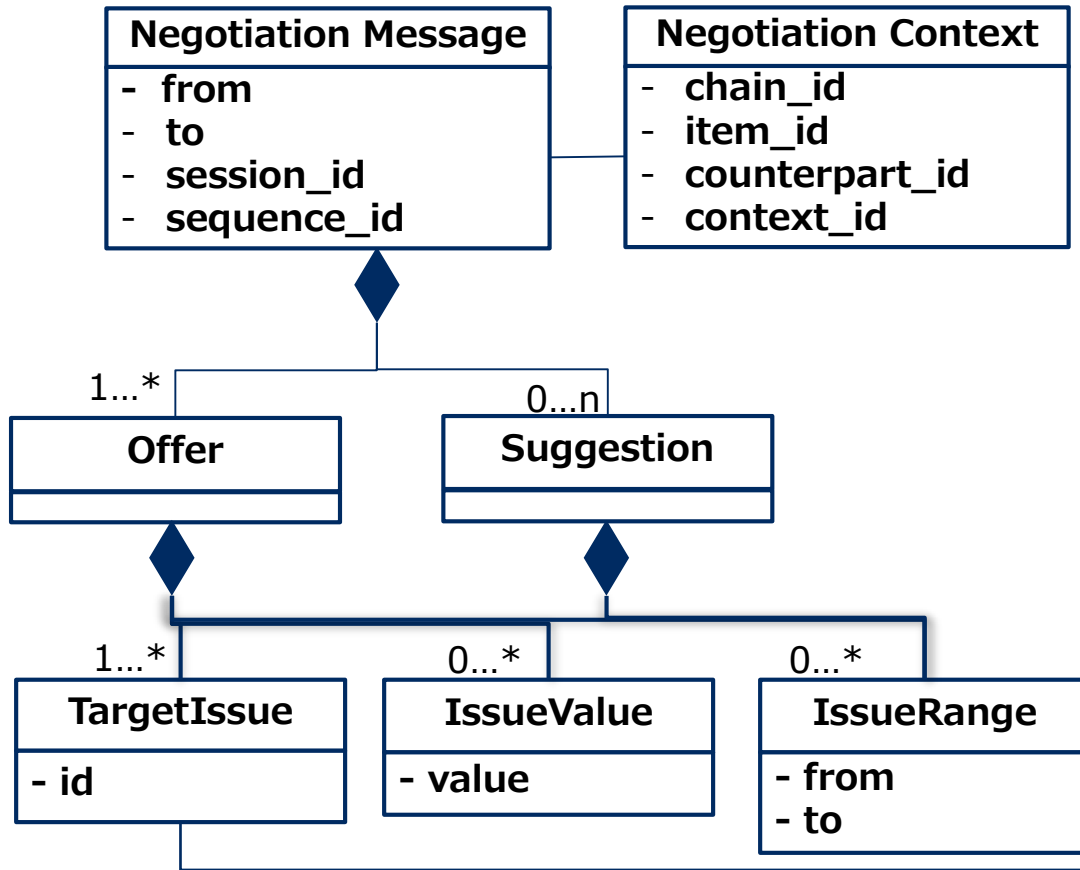 Negotiation Message
- from
- to
- session_id
- sequence_id
Negotiation Context
- chain_id
- item_id
- counterpart_id
- context_id
1...*
0...n
Offer
Suggestion
1...*
0...*
0...*
TargetIssue
- id
IssueValue
- value
IssueRange
- from
- to